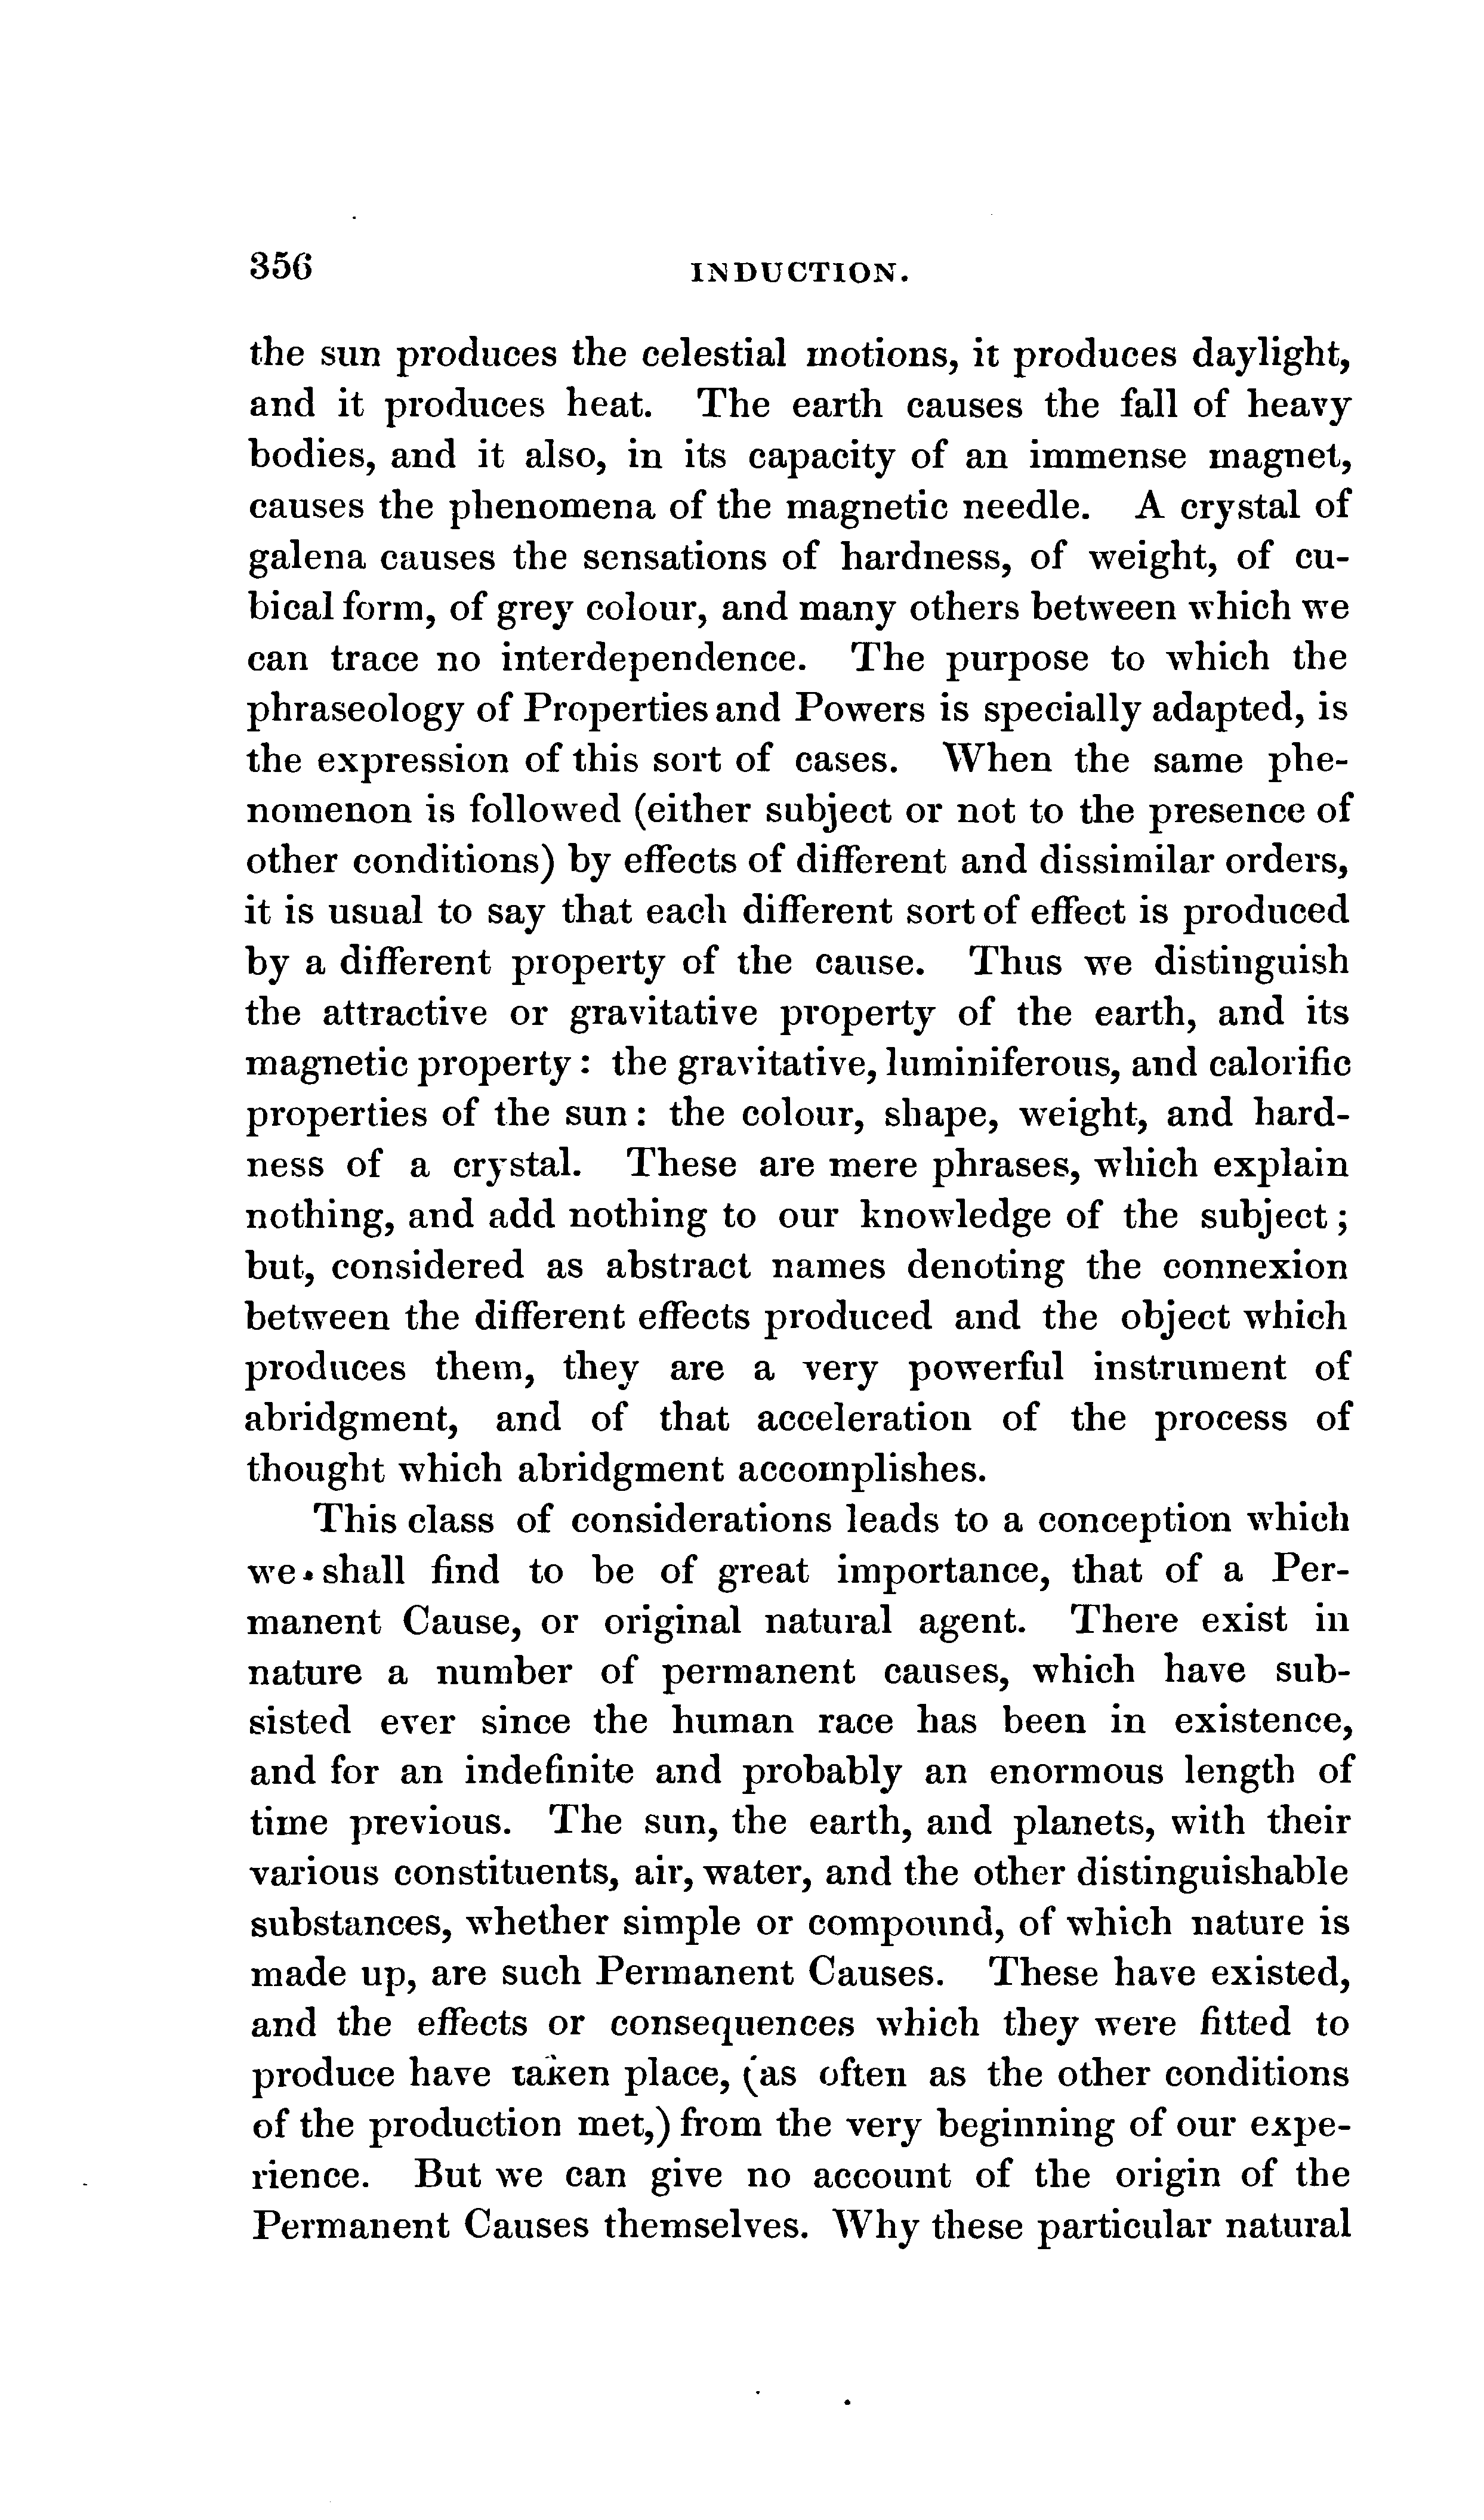 356 INDUCTION.
the sun produces the celestial motions, it produces daylight,
and it produces heat. The earth causes the fall of heavy
bodies, and it also, in its capacity of an immense magnet,
causes the phenomena of the magnetic needle. A crystal of
galena causes the sensations of hardness, of weight, of cu-
bical form, of grey colour, and many others between which we
can trace no interdependence. The purpose to which the
phraseology of Properties and Powers is specially adapted, is
the expression of this sort of cases. When the same phe-
nomenon is followed (either subject or not to the presence of
other conditions) by effects of different and dissimilar orders,
it is usual to say that each different sort of effect is produced
by a different property of the cause. Thus we distinguish
the attractive or gravitative property of the earth, and its
magnetic property: the gravitative, luminiferous, and calorific
properties of the sun: the colour, shape, weight, and hard-
ness of a crystal. These are mere phrases, which explain
nothing, and add nothing to our knowledge of the subject;
but, considered as abstract names denoting the connexion
between the different effects produced and the object which
produces them, they are a very powerful instrument of
abridgment, and of that acceleration of the process of
thought which abridgment accomplishes.
This class of considerations leads to a conception which
we shall find to be of great importance, that of a Per-
manent Cause, or original natural agent. There exist in
nature a number of permanent causes, which have sub-
sisted ever since the human race has been in existence,
and for an indefinite and probably an enormous length of
time previous. The sun, the earth, and planets, with their
various constituents, air, water, and the other distinguishable
substances, whether simple or compound, of which nature is
made up, are such Permanent Causes. These have existed,
and the effects or consequences which they were fitted to
produce have taken place, (as often as the other conditions
of the production met,) from the very beginning of our expe-
rience. But we can give no account of the origin of the
Permanent Causes themselves. Why these particular natural